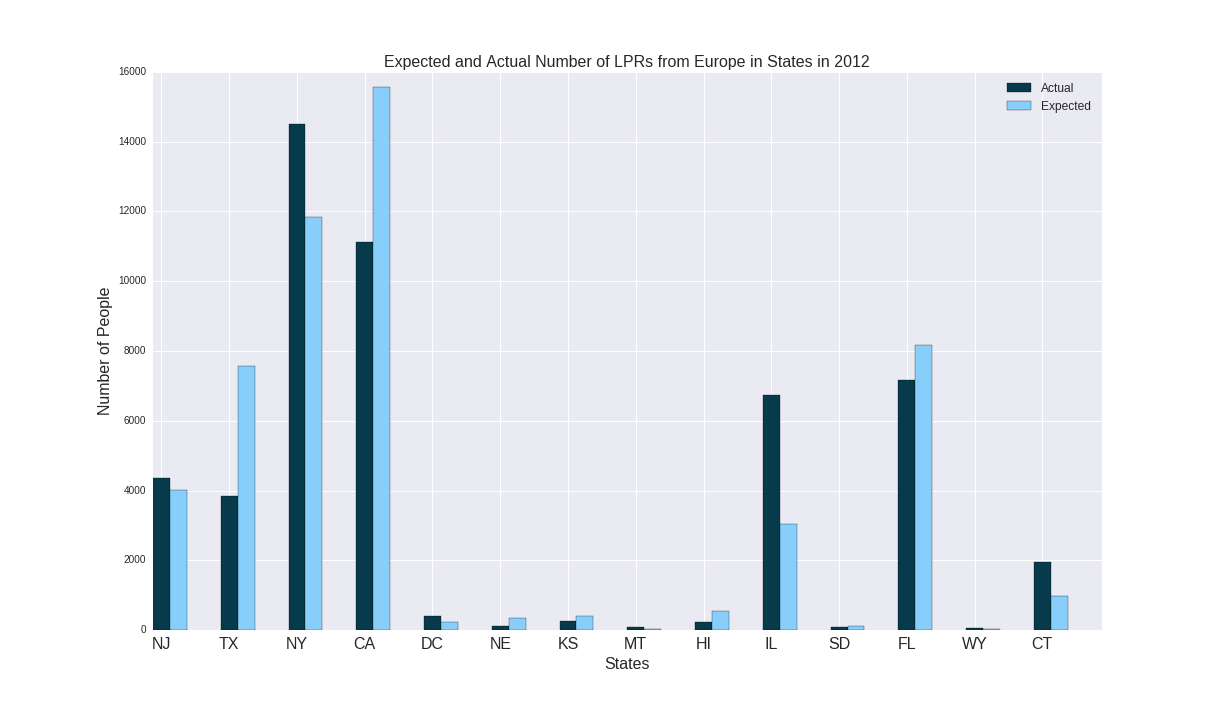 Expected and Actual Number of LPRs from Europe in States in 2012
Actual
Expected
16000
14000
12000
10000
8000
6000
4000
2000
0
Number of People
NJ TX NY CA DC NE KS MT HI IL SD FL WY CT
States